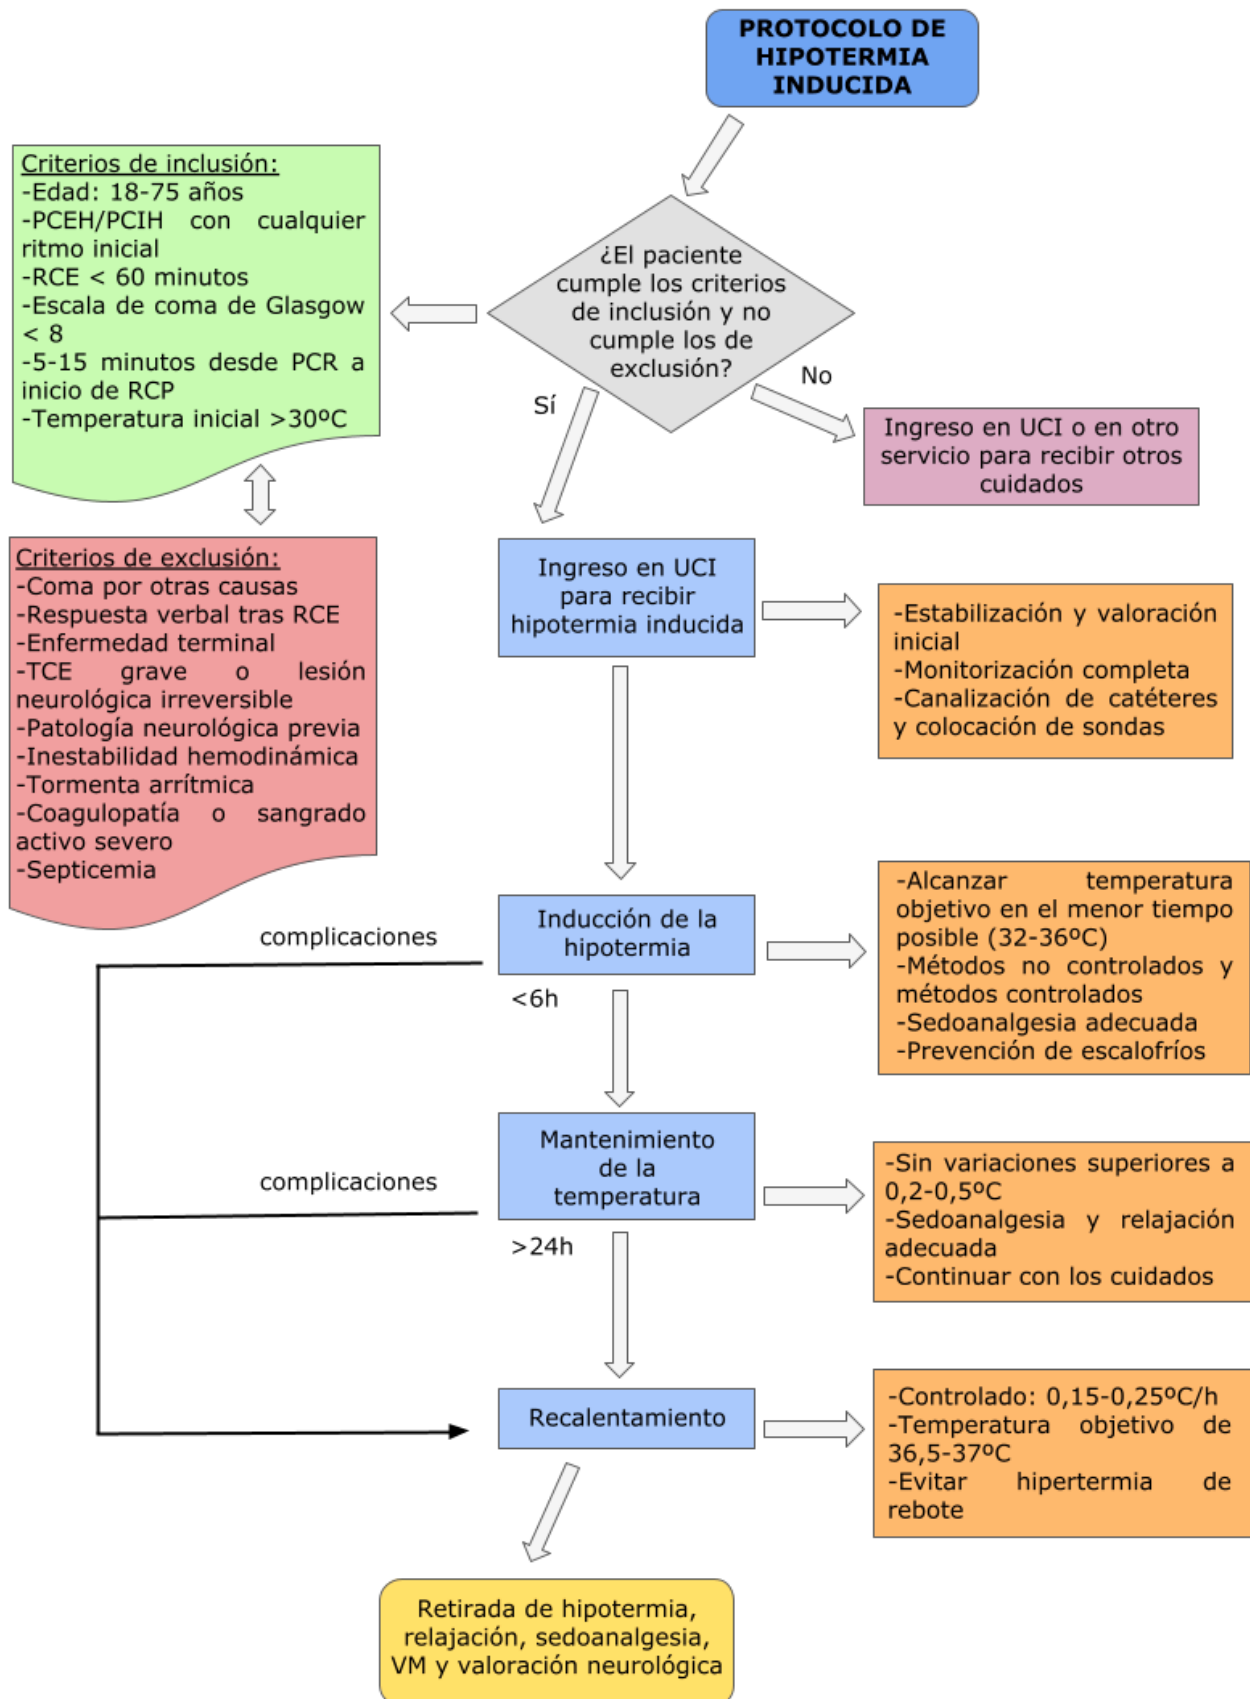 PROTOCOLO DE
HIPOTERMIA
INDUCIDA
Criterios de inclusión:
-Edad: 18-75 años
-PCEH/PCIH con cualquier
ritmo inicial
-RCE < 60 minutos
-Escala de coma de Glasgow
< 8
-5-15 minutos desde PCR a
inicio de RCP
-Temperatura inicial >30ºC
¿El paciente
cumple los criterios
de inclusión y no
cumple los de
exclusión?
No
Sí
Ingreso en UCI o en otro
servicio para recibir otros
cuidados
Criterios de exclusión:
-Coma por otras causas
-Respuesta verbal tras RCE
-Enfermedad terminal
-TCE grave o lesión
neurológica irreversible
-Patología neurológica previa
-Inestabilidad hemodinámica
-Tormenta arrítmica
-Coagulopatía o sangrado
activo severo
-Septicemia
Ingreso en UCI
para recibir
hipotermia inducida
-Estabilización y valoración
inicial
-Monitorización completa
-Canalización de catéteres
y colocación de sondas
complicaciones
Inducción de la
hipotermia
<6h
-Alcanzar temperatura
objetivo en el menor tiempo
posible (32-36ºC)
-Métodos no controlados y
métodos controlados
-Sedoanalgesia adecuada
-Prevención de escalofríos
complicaciones
Mantenimiento
de la
temperatura
>24h
-Sin variaciones superiores a
0,2-0,5ºC
-Sedoanalgesia y relajación
adecuada
-Continuar con los cuidados
Recalentamiento
-Controlado: 0,15-0,25ºC/h
-Temperatura objetivo de
36,5-37ºC
-Evitar hipertermia de
rebote
Retirada de hipotermia,
relajación, sedoanalgesia,
VM y valoración neurológica